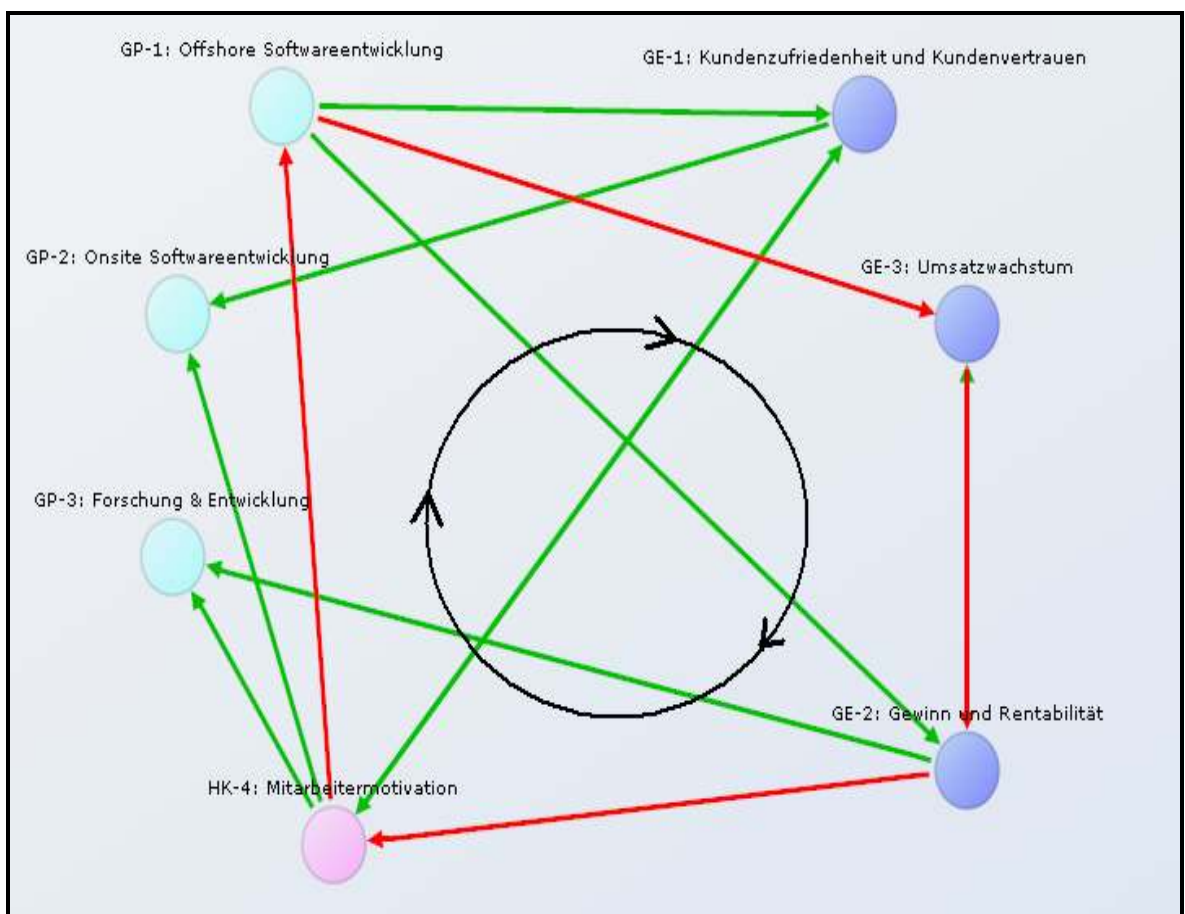 GP-1: Offshore Softwareentwicklung
GE-1: Kundenzufriedenheit und Kundenvertrauen
GP-2: Onsite Softwareentwicklung
GE-3: Umsatzwachstum
GP-3: Forschung & Entwicklung
GE-2: Gewinn und Rentabilität
HK-4: Mitarbeitermotivation